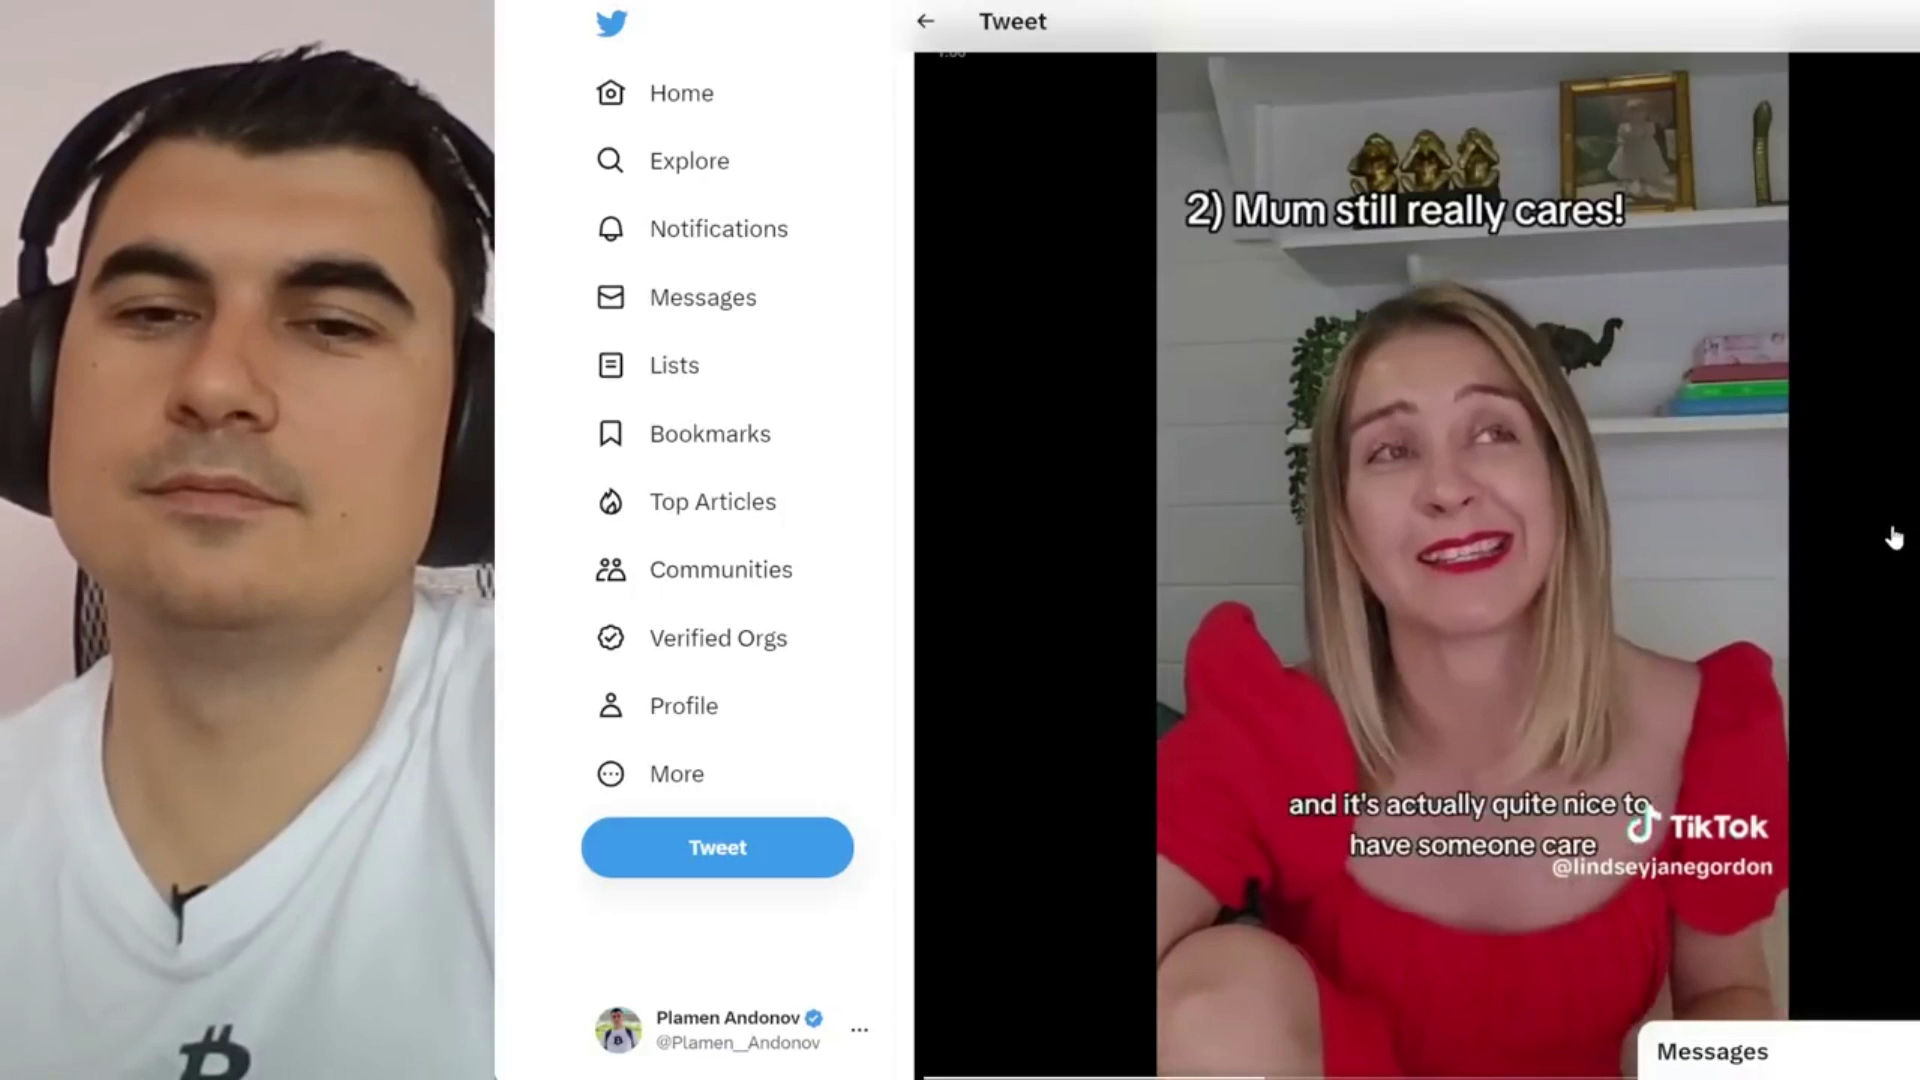 Home
Explore
Notifications
Messages
Lists
Bookmarks
Top Articles
Communities
Verified Orgs
Profile
More
Tweet
Plamen Andonov
@Plamen__Andonov
Tweet
2) Mum still really cares!
and it's actually quite nice to
have someone care
TikTok
@lindseyjanegordon
Messages